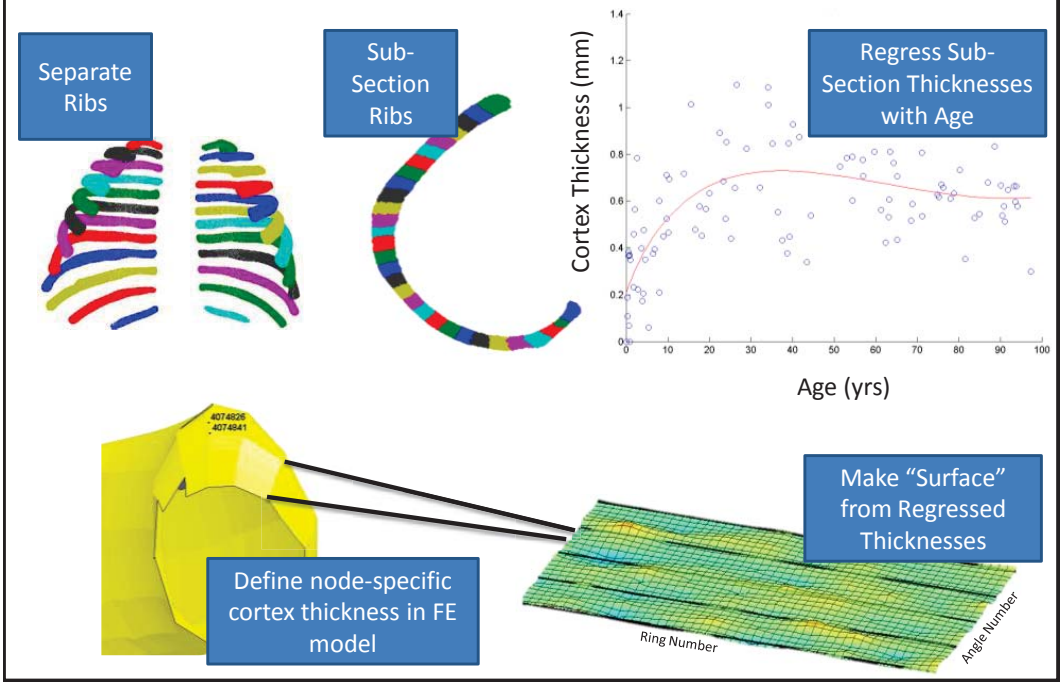 Separate
Ribs
Sub-
Section
Ribs
Regress Sub-
Section Thicknesses
with Age
Cortex Thickness (mm)
1.4
1.2
1
0.8
0.6
0.4
0.2
0
0 10 20 30 40 50 60 70 80 90 100
Age (yrs)
4074826
4074841
Define node-specific
cortex thickness in FE
model
Make “Surface”
from Regressed
Thicknesses
Ring Number
Angle Number